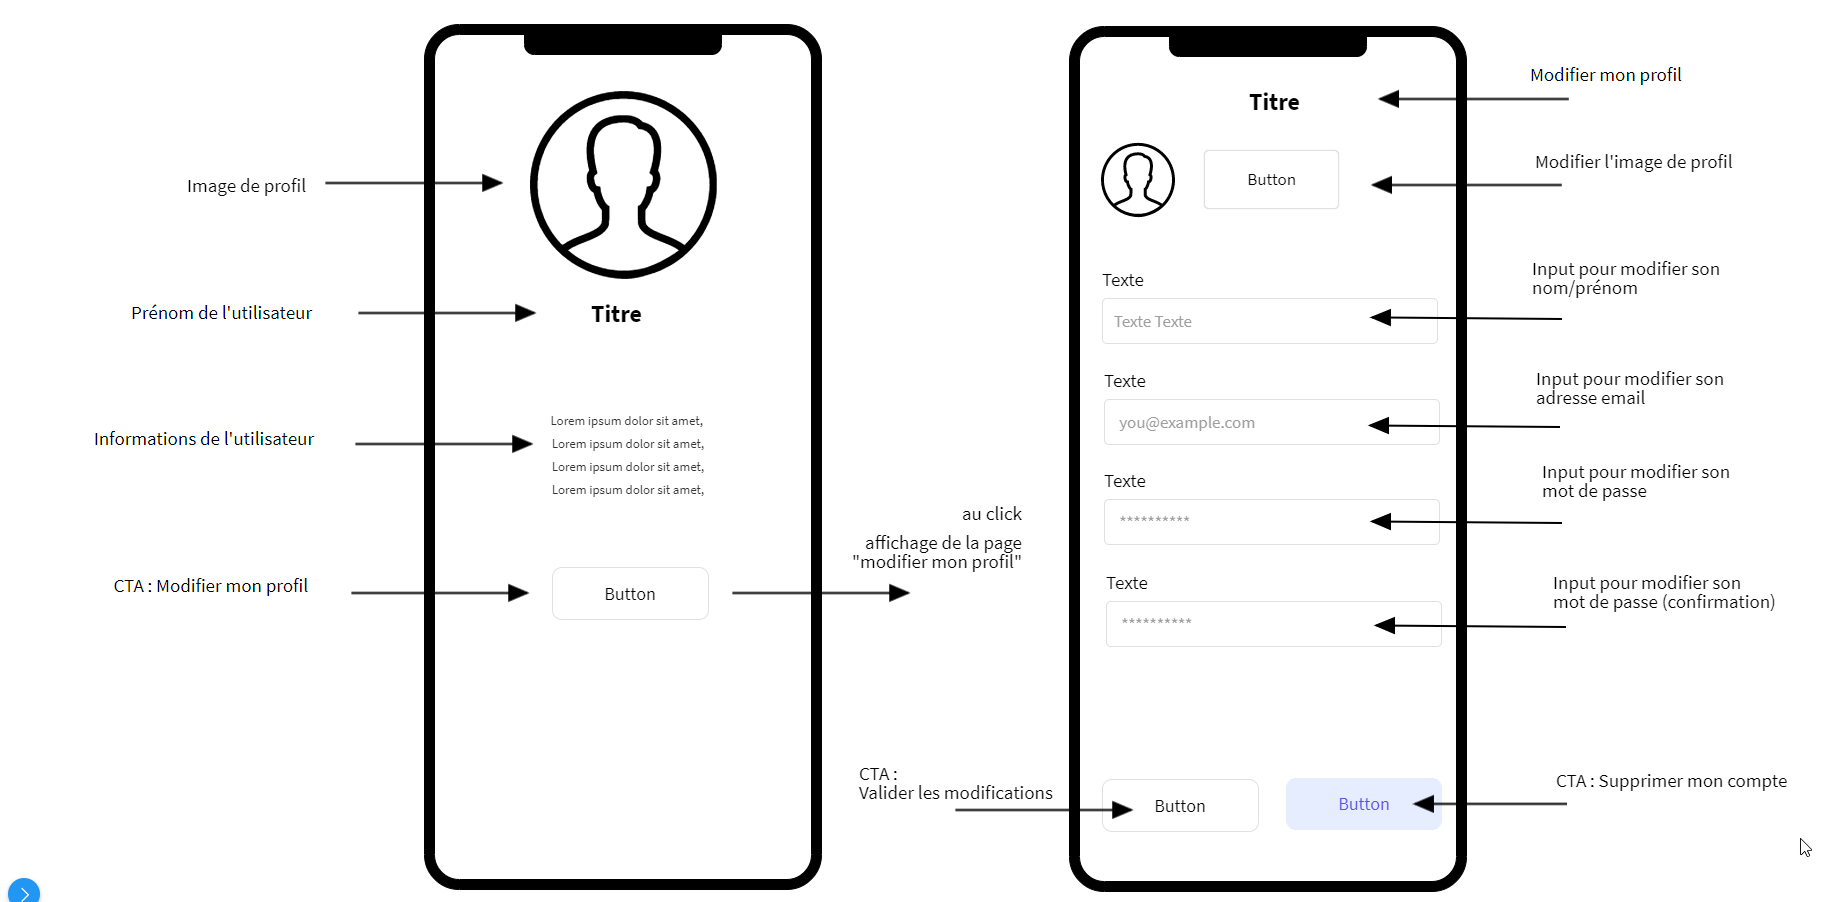 Image de profil
Prénom de l'utilisateur
Titre
Informations de l'utilisateur
Lorem ipsum dolor sit amet,
Lorem ipsum dolor sit amet,
Lorem ipsum dolor sit amet,
Lorem ipsum dolor sit amet,
CTA : Modifier mon profil
Button
au click
affichage de la page
"modifier mon profil"
Titre
Modifier mon profil
Button
Modifier l'image de profil
Texte
Texte Texte
Input pour modifier son
nom/prénom
Texte
you@example.com
Input pour modifier son
adresse email
Texte
**********
Input pour modifier son
mot de passe
Texte
**********
Input pour modifier son
mot de passe (confirmation)
CTA :
Valider les modifications
Button
Button
CTA : Supprimer mon compte